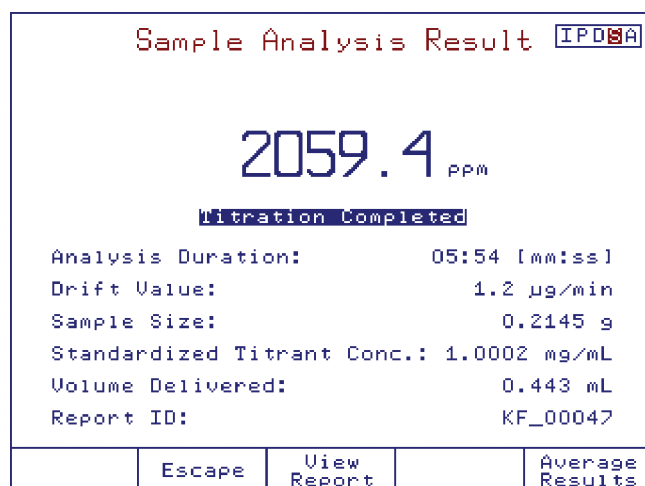 Sample Analysis Result IPDSA
2059.4 ppm
Titration Completed
Analysis Duration: 05:54 [mm:ss]
Drift Value: 1.2 µg/min
Sample Size: 0.2145 g
Standardized Titrant Conc.: 1.0002 mg/mL
Volume Delivered: 0.443 mL
Report ID: KF_00047
Escape
View
Report
Average
Results